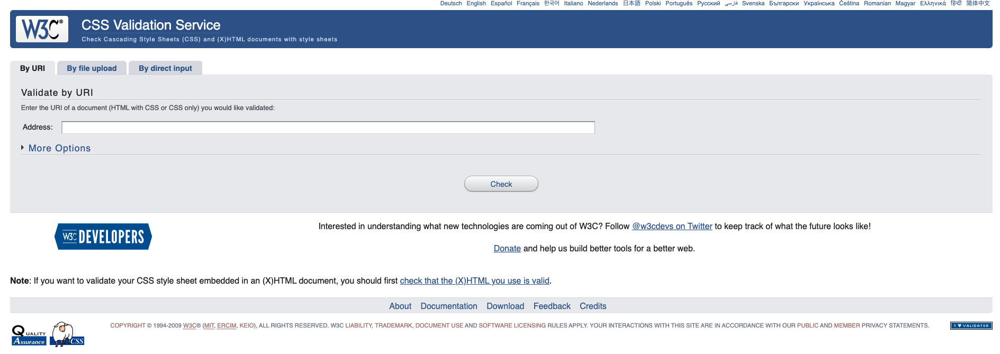 Deutsch English Español Français 한국어 Italiano Nederlands 日本語 Polski Português Русский فارسی Svenska Български Українська Čeština Romanian Magyar Ελληνικά हिन्दी 简体中文
W3C®
CSS Validation Service
Check Cascading Style Sheets (CSS) and (X)HTML documents with style sheets
By URI By file upload By direct input
Validate by URI
Enter the URI of a document (HTML with CSS or CSS only) you would like validated:
Address:
More Options
Check
W3C DEVELOPERS
Interested in understanding what new technologies are coming out of W3C? Follow @w3cdevs on Twitter to keep track of what the future looks like!
Donate and help us build better tools for a better web.
Note: If you want to validate your CSS style sheet embedded in an (X)HTML document, you should first check that the (X)HTML you use is valid.
About Documentation Download Feedback Credits
QUALITY
Assurance
CSS
COPYRIGHT © 1994-2009 W3C® (MIT, ERCIM, KEIO), ALL RIGHTS RESERVED. W3C LIABILITY, TRADEMARK, DOCUMENT USE AND SOFTWARE LICENSING RULES APPLY. YOUR INTERACTIONS WITH THIS SITE ARE IN ACCORDANCE WITH OUR PUBLIC AND MEMBER PRIVACY STATEMENTS.
I ♥ VALIDATOR